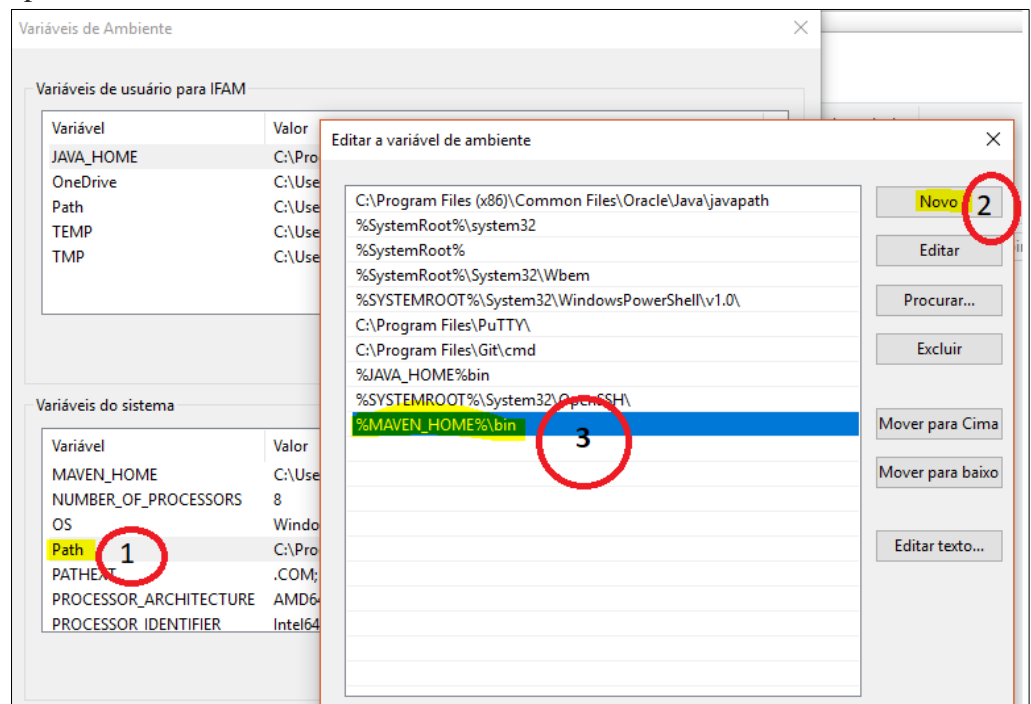 Variáveis de Ambiente
Variáveis de usuário para IFAM
Variável Valor
JAVA_HOME C:\Pro
OneDrive C:\Use
Path C:\Use
TEMP C:\Use
TMP C:\Use
Variáveis do sistema
Variável Valor
MAVEN_HOME C:\Use
NUMBER_OF_PROCESSORS 8
OS Windo
Path C:\Pro
1
PATHEXT .COM;
PROCESSOR_ARCHITECTURE AMD64
PROCESSOR IDENTIFIER Intel64
Editar a variável de ambiente
C:\Program Files (x86)\Common Files\Oracle\Java\javapath
%SystemRoot%\system32
%SystemRoot%
%SystemRoot%\System32\Wbem
%SYSTEMROOT%\System32\WindowsPowerShell\v1.0\
C:\Program Files\PuTTY\
C:\Program Files\Git\cmd
%JAVA_HOME%bin
%SYSTEMROOT%\System32\OpenSSH\
%MAVEN_HOME%\bin
3
Novo
2
Editar
Procurar...
Excluir
Mover para Cima
Mover para baixo
Editar texto...